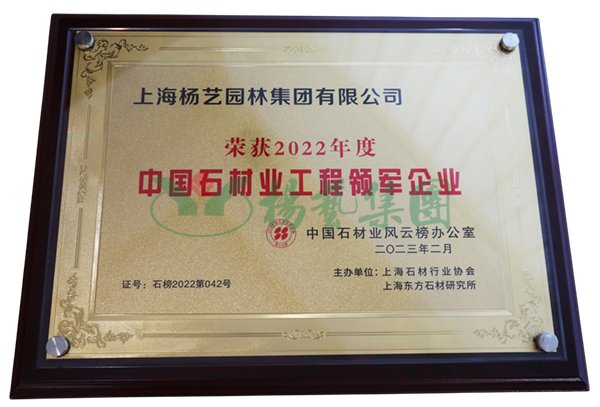 上海杨艺园林集团有限公司
荣获2022年度
中国石材业工程领军企业
杨艺集团
中国石材业风云榜办公室
二〇二三年二月
主办单位：上海石材行业协会
上海东方石材研究所
证号：石榜2022第042号